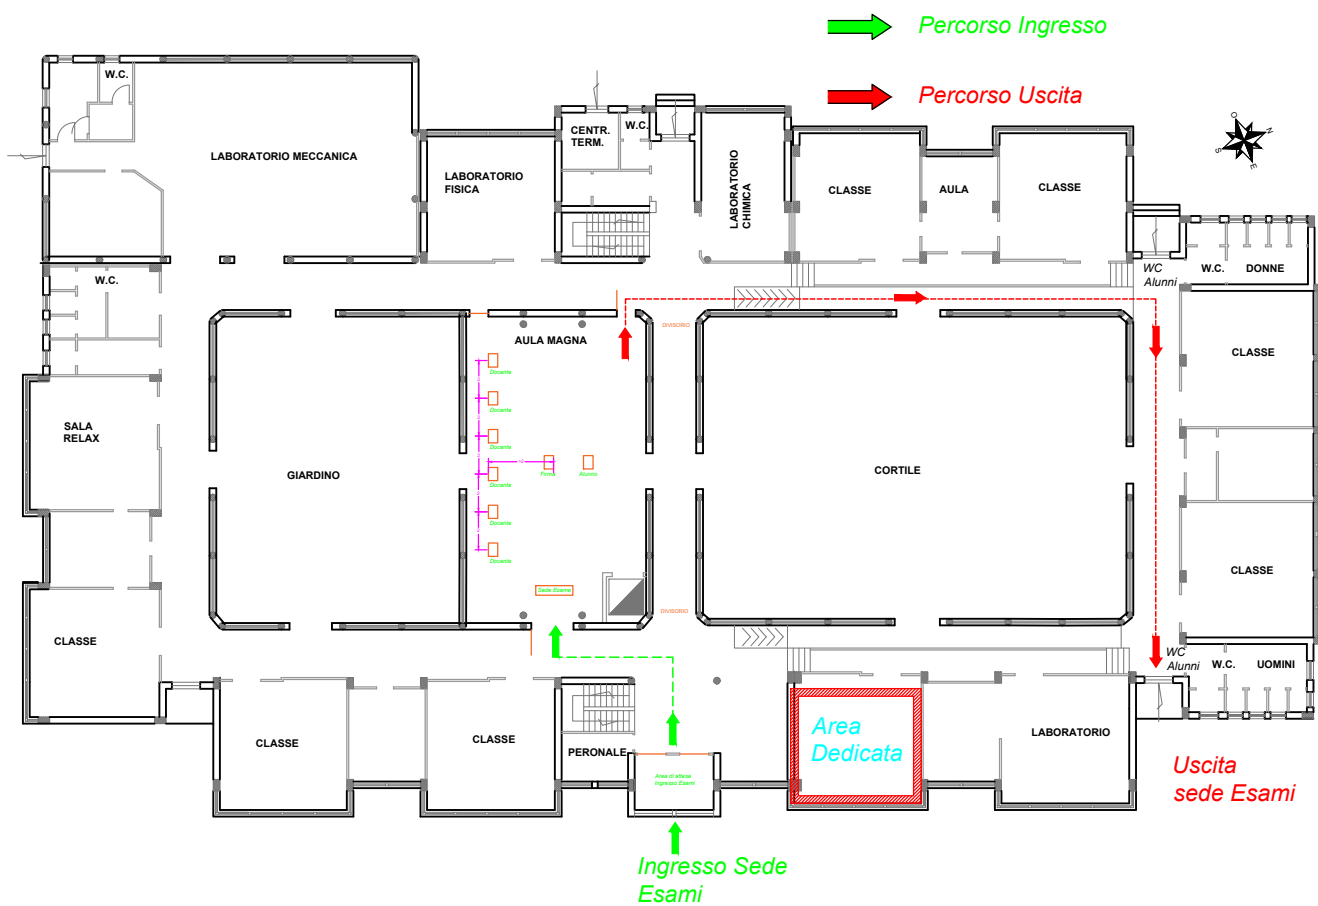 Percorso Ingresso
Percorso Uscita
O
N
S
E
W.C.
LABORATORIO MECCANICA
LABORATORIO
FISICA
CENTR.
TERM.
W.C.
LABORATORIO
CHIMICA
CLASSE
AULA
CLASSE
WC
Alunni
W.C.
DONNE
W.C.
SALA
RELAX
GIARDINO
AULA MAGNA
DIVISORIO
Docente
Docente
Docente
Docente
Docente
Docente
Firma
Alunno
Sede Esame
DIVISORIO
CORTILE
CLASSE
CLASSE
CLASSE
WC
Alunni
W.C.
UOMINI
CLASSE
CLASSE
PERONALE
Area di attesa
Ingresso Esami
Area
Dedicata
LABORATORIO
Uscita
sede Esami
Ingresso Sede
Esami